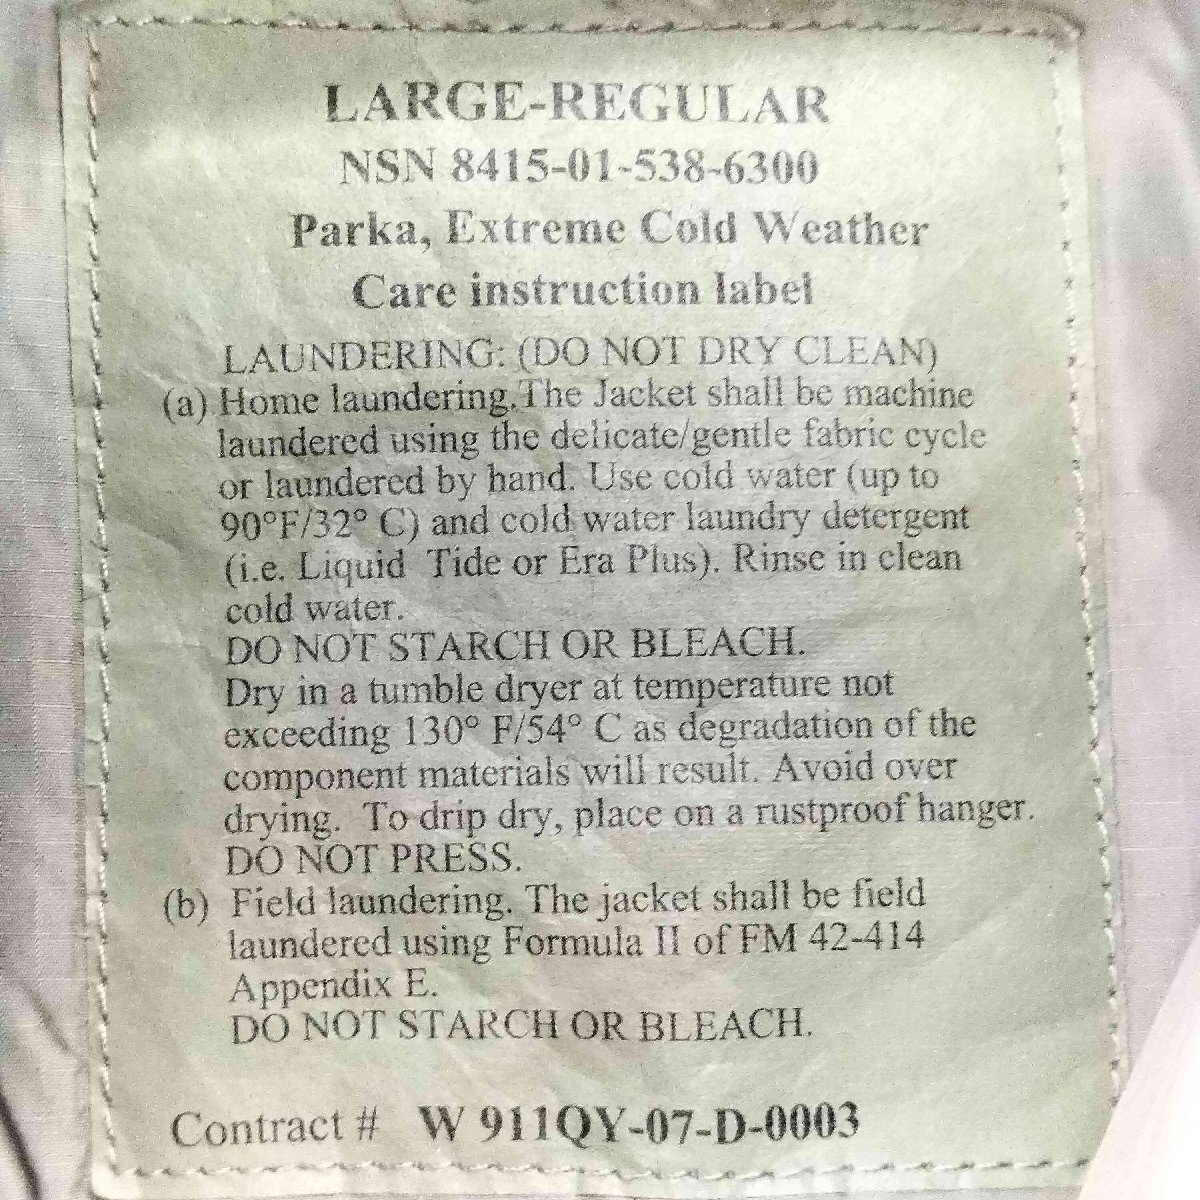 LARGE-REGULAR
NSN 8415-01-538-6300
Parka, Extreme Cold Weather
Care instruction label
LAUNDERING: (DO NOT DRY CLEAN)
(a) Home laundering.The Jacket shall be machine
laundered using the delicate/gentle fabric cycle
or laundered by hand. Use cold water (up to
90°F/32° C) and cold water laundry detergent
(i.e. Liquid Tide or Era Plus). Rinse in clean
cold water.
DO NOT STARCH OR BLEACH.
Dry in a tumble dryer at temperature not
exceeding 130° F/54° C as degradation of the
component materials will result. Avoid over
drying. To drip dry, place on a rustproof hanger.
DO NOT PRESS.
(b) Field laundering. The jacket shall be field
laundered using Formula II of FM 42-414
Appendix E.
DO NOT STARCH OR BLEACH.
Contract # W 911QY-07-D-0003